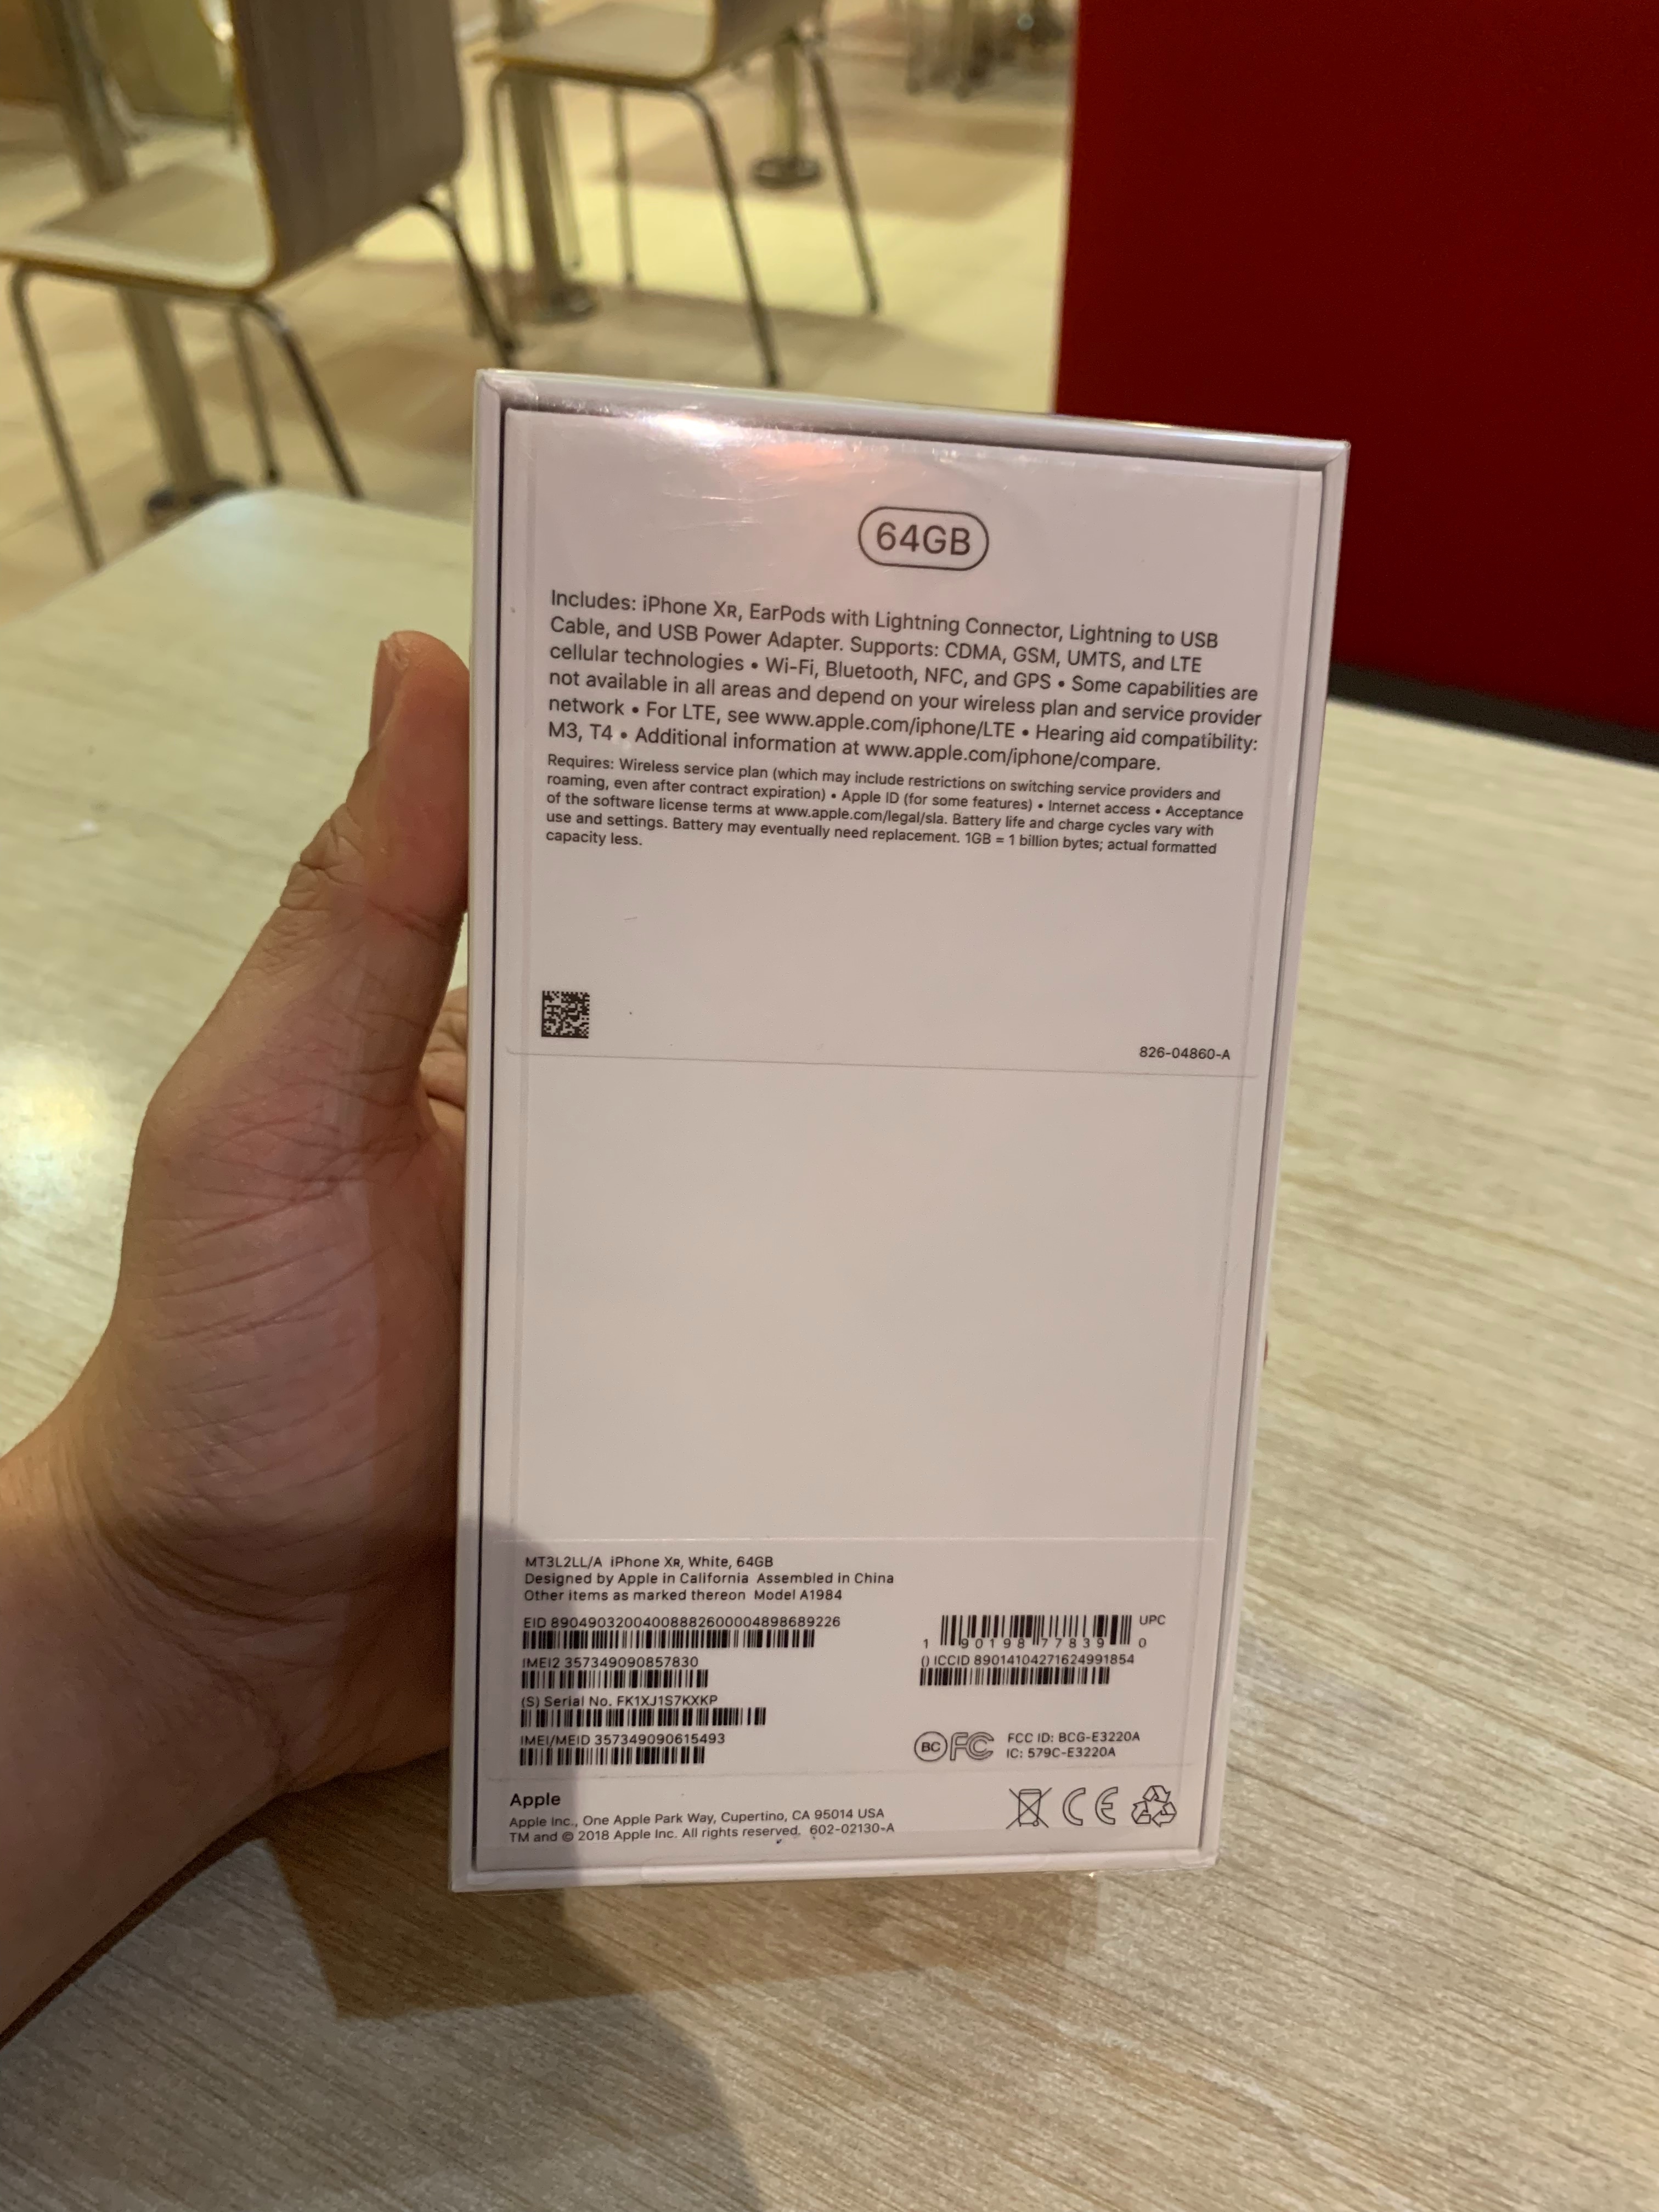 64GB
Includes: iPhone XR, EarPods with Lightning Connector, Lightning to USB
Cable, and USB Power Adapter. Supports: CDMA, GSM, UMTS, and LTE
cellular technologies • Wi-Fi, Bluetooth, NFC, and GPS • Some capabilities are
not available in all areas and depend on your wireless plan and service provider
network • For LTE, see www.apple.com/iphone/LTE • Hearing aid compatibility:
M3, T4 • Additional information at www.apple.com/iphone/compare.
Requires: Wireless service plan (which may include restrictions on switching service providers and
roaming, even after contract expiration) • Apple ID (for some features) • Internet access • Acceptance
of the software license terms at www.apple.com/legal/sla. Battery life and charge cycles vary with
use and settings. Battery may eventually need replacement. 1GB = 1 billion bytes; actual formatted
capacity less.
826-04860-A
MT3L2LL/A iPhone XR, White, 64GB
Designed by Apple in California Assembled in China
Other items as marked thereon Model A1984
EID 89049032004008882600004898689226
IMEI2 357349090857830
(S) Serial No. FK1XJ1S7KXKP
IMEI/MEID 357349090615493
UPC
1 90198 77839 0
() ICCID 89014104271624991854
BC FC
FCC ID: BCG-E3220A
IC: 579C-E3220A
Apple
Apple Inc., One Apple Park Way, Cupertino, CA 95014 USA
TM and © 2018 Apple Inc. All rights reserved. 602-02130-A
CE